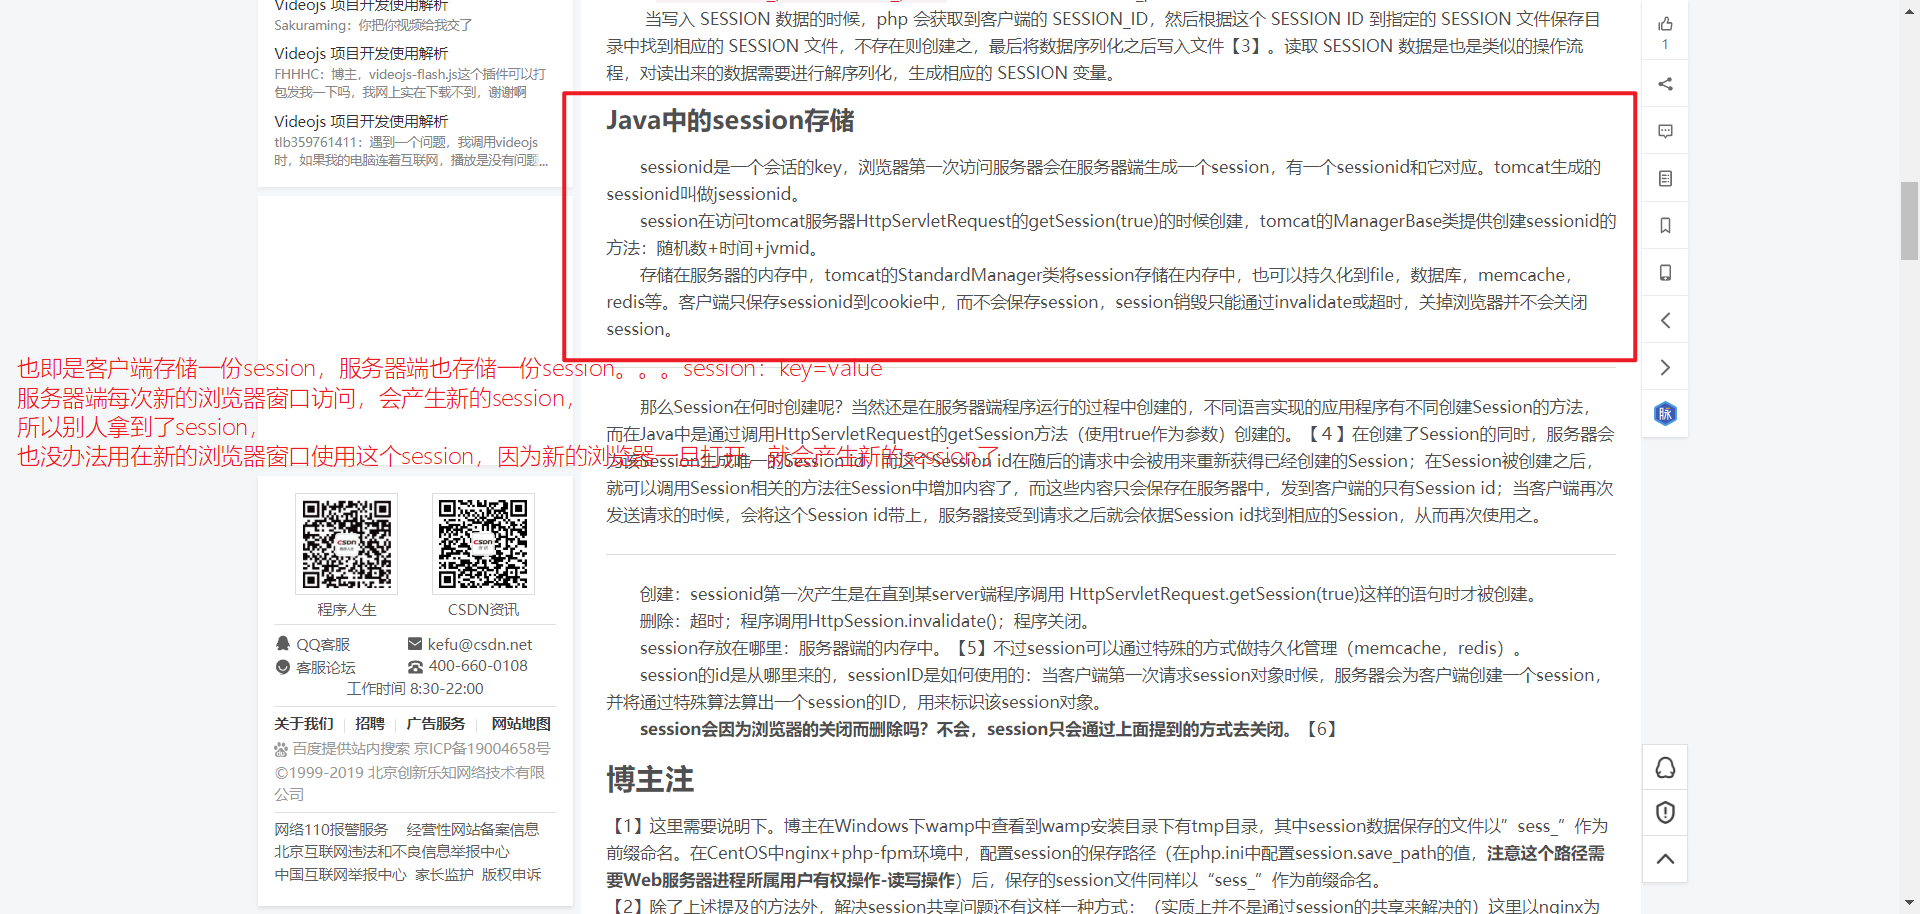 Videojs 项目开发使用解析
Sakuraming：你把你视频给我交了
Videojs 项目开发使用解析
FHHHC：博主，videojs-flash.js这个插件可以打
包发我一下吗，我网上实在下载不到，谢谢啊
Videojs 项目开发使用解析
tlb359761411：遇到一个问题，我调用videojs
时，如果我的电脑连着互联网，播放是没有问题...
当写入 SESSION 数据的时候，php 会获取到客户端的 SESSION_ID，然后根据这个 SESSION ID 到指定的 SESSION 文件保存目
录中找到相应的 SESSION 文件，不存在则创建之，最后将数据序列化之后写入文件【3】。读取 SESSION 数据是也是类似的操作流
程，对读出来的数据需要进行解序列化，生成相应的 SESSION 变量。
Java中的session存储
sessionid是一个会话的key，浏览器第一次访问服务器会在服务器端生成一个session，有一个sessionid和它对应。tomcat生成的
sessionid叫做jsessionid。
session在访问tomcat服务器HttpServletRequest的getSession(true)的时候创建，tomcat的ManagerBase类提供创建sessionid的
方法：随机数+时间+jvmid。
存储在服务器的内存中，tomcat的StandardManager类将session存储在内存中，也可以持久化到file，数据库，memcache，
redis等。客户端只保存sessionid到cookie中，而不会保存session，session销毁只能通过invalidate或超时，关掉浏览器并不会关闭
session。
也即是客户端存储一份session，服务器端也存储一份session。。。session：key=value
服务器端每次新的浏览器窗口访问，会产生新的session，
所以别人拿到了session，
也没办法用在新的浏览器窗口使用这个session，因为新的浏览器一旦打开，就会产生新的session了
那么Session在何时创建呢？当然还是在服务器端程序运行的过程中创建的，不同语言实现的应用程序有不同创建Session的方法，
而在Java中是通过调用HttpServletRequest的getSession方法（使用true作为参数）创建的。【４】在创建了Session的同时，服务器会
为该Session生成唯一的Session id，而这个Session id在随后的请求中会被用来重新获得已经创建的Session；在Session被创建之后，
就可以调用Session相关的方法往Session中增加内容了，而这些内容只会保存在服务器中，发到客户端的只有Session id；当客户端再次
发送请求的时候，会将这个Session id带上，服务器接受到请求之后就会依据Session id找到相应的Session，从而再次使用之。
创建：sessionid第一次产生是在直到某server端程序调用 HttpServletRequest.getSession(true)这样的语句时才被创建。
删除：超时；程序调用HttpSession.invalidate()；程序关闭。
session存放在哪里：服务器端的内存中。【5】不过session可以通过特殊的方式做持久化管理（memcache，redis）。
session的id是从哪里来的，sessionID是如何使用的：当客户端第一次请求session对象时候，服务器会为客户端创建一个session，
并将通过特殊算法算出一个session的ID，用来标识该session对象。
session会因为浏览器的关闭而删除吗？不会，session只会通过上面提到的方式去关闭。【6】
博主注
【1】这里需要说明下。博主在Windows下wamp中查看到wamp安装目录下有tmp目录，其中session数据保存的文件以”sess_”作为
前缀命名。在CentOS中nginx+php-fpm环境中，配置session的保存路径（在php.ini中配置session.save_path的值，注意这个路径需
要Web服务器进程所属用户有权操作-读写操作）后，保存的session文件同样以“sess_”作为前缀命名。
【2】除了上述提及的方法外，解决session共享问题还有这样一种方式：（实质上并不是通过session的共享来解决的）这里以nginx为
CSDN
CSDN
程序人生 CSDN资讯
QQ客服 kefu@csdn.net
客服论坛 400-660-0108
工作时间 8:30-22:00
关于我们 招聘 广告服务 网站地图
百度提供站内搜索 京ICP备19004658号
©1999-2019 北京创新乐知网络技术有限
公司
网络110报警服务 经营性网站备案信息
北京互联网违法和不良信息举报中心
中国互联网举报中心 家长监护 版权申诉
1
脉